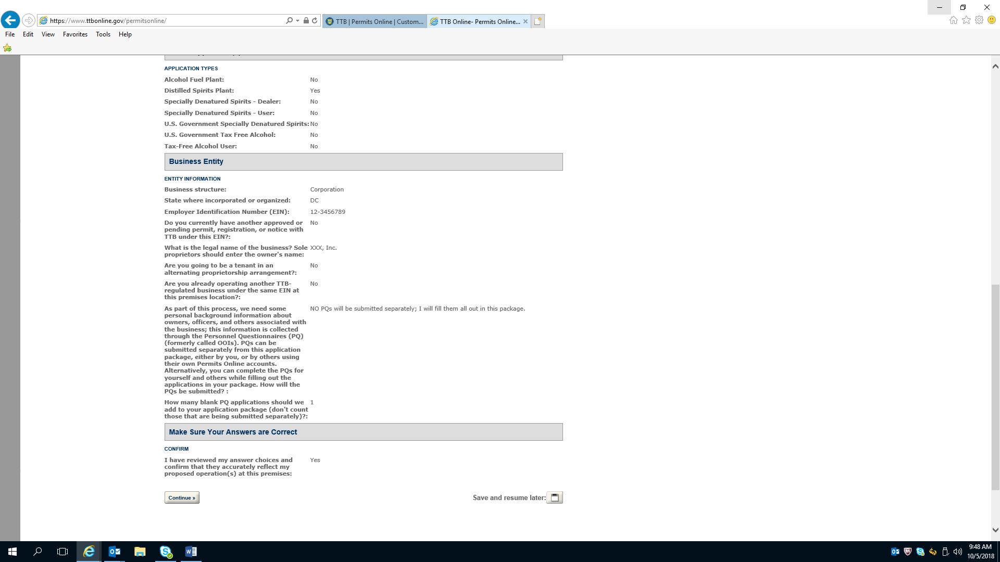 https://www.ttbonline.gov/permitsonline/
TTB | Permits Online | Custom...
TTB Online- Permits Online...
File Edit View Favorites Tools Help
APPLICATION TYPES
Alcohol Fuel Plant: No
Distilled Spirits Plant: Yes
Specially Denatured Spirits - Dealer: No
Specially Denatured Spirits - User: No
U.S. Government Specially Denatured Spirits: No
U.S. Government Tax Free Alcohol: No
Tax-Free Alcohol User: No
Business Entity
ENTITY INFORMATION
Business structure: Corporation
State where incorporated or organized: DC
Employer Identification Number (EIN): 12-3456789
Do you currently have another approved or No
pending permit, registration, or notice with
TTB under this EIN?:
What is the legal name of the business? Sole XXX, Inc.
proprietors should enter the owner's name:
Are you going to be a tenant in an No
alternating proprietorship arrangement?:
Are you already operating another TTB- No
regulated business under the same EIN at
this premises location?:
As part of this process, we need some NO PQs will be submitted separately; I will fill them all out in this package.
personal background information about
owners, officers, and others associated with
the business; this information is collected
through the Personnel Questionnaires (PQ)
(formerly called OOIs). PQs can be
submitted separately from this application
package, either by you, or by others using
their own Permits Online accounts.
Alternatively, you can complete the PQs for
yourself and others while filling out the
applications in your package. How will the
PQs be submitted? :
How many blank PQ applications should we 1
add to your application package (don't count
those that are being submitted separately)?:
Make Sure Your Answers are Correct
CONFIRM
I have reviewed my answer choices and Yes
confirm that they accurately reflect my
proposed operation(s) at this premises:
Continue »
Save and resume later:
9:48 AM
10/5/2018